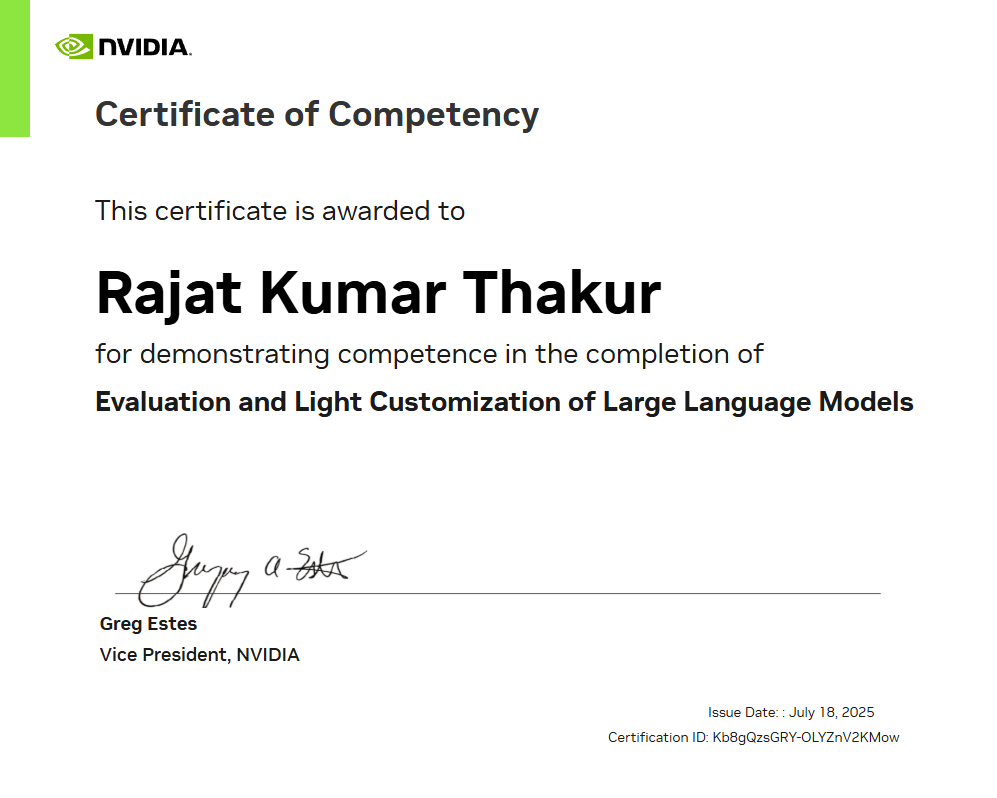 NVIDIA.
Certificate of Competency
This certificate is awarded to
Rajat Kumar Thakur
for demonstrating competence in the completion of
Evaluation and Light Customization of Large Language Models
Greg Estes
Vice President, NVIDIA
Issue Date: : July 18, 2025
Certification ID: Kb8gQzsGRY-OLYZnV2KMow